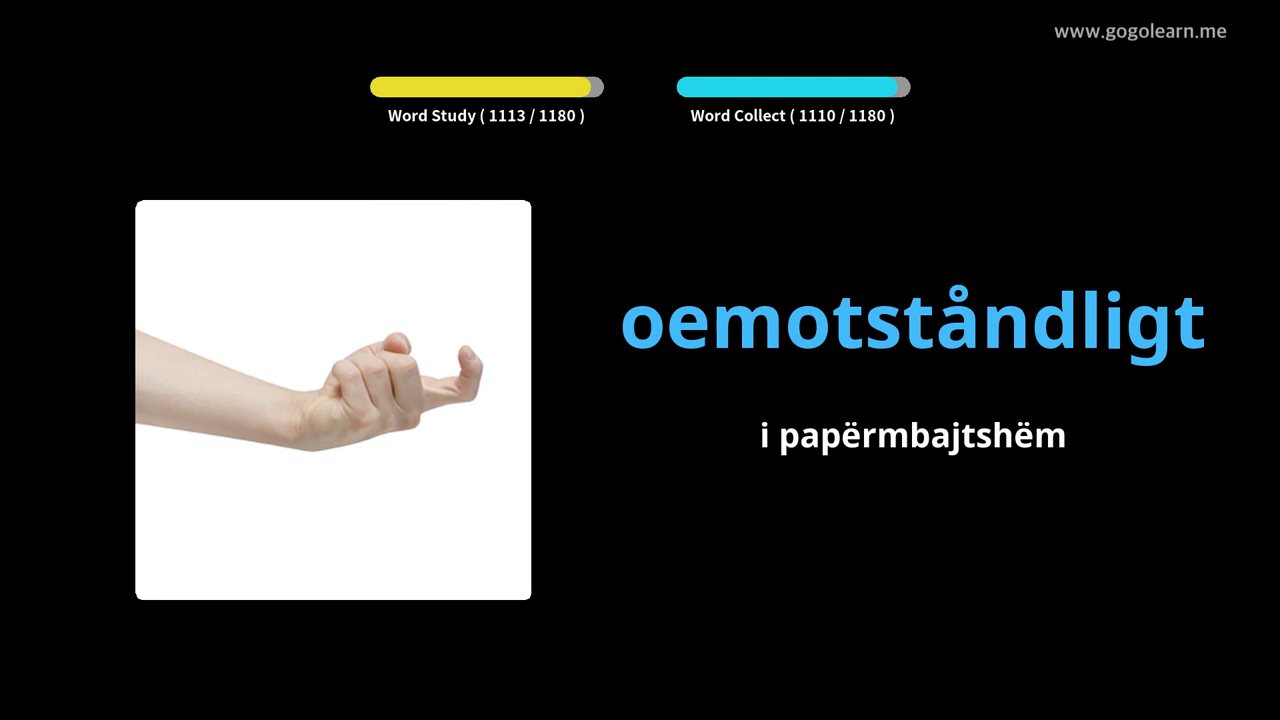 www.gogolearn.me
Word Study ( 1113 / 1180 )
Word Collect ( 1110 / 1180 )
oemotståndligt
i papërmbajtshëm